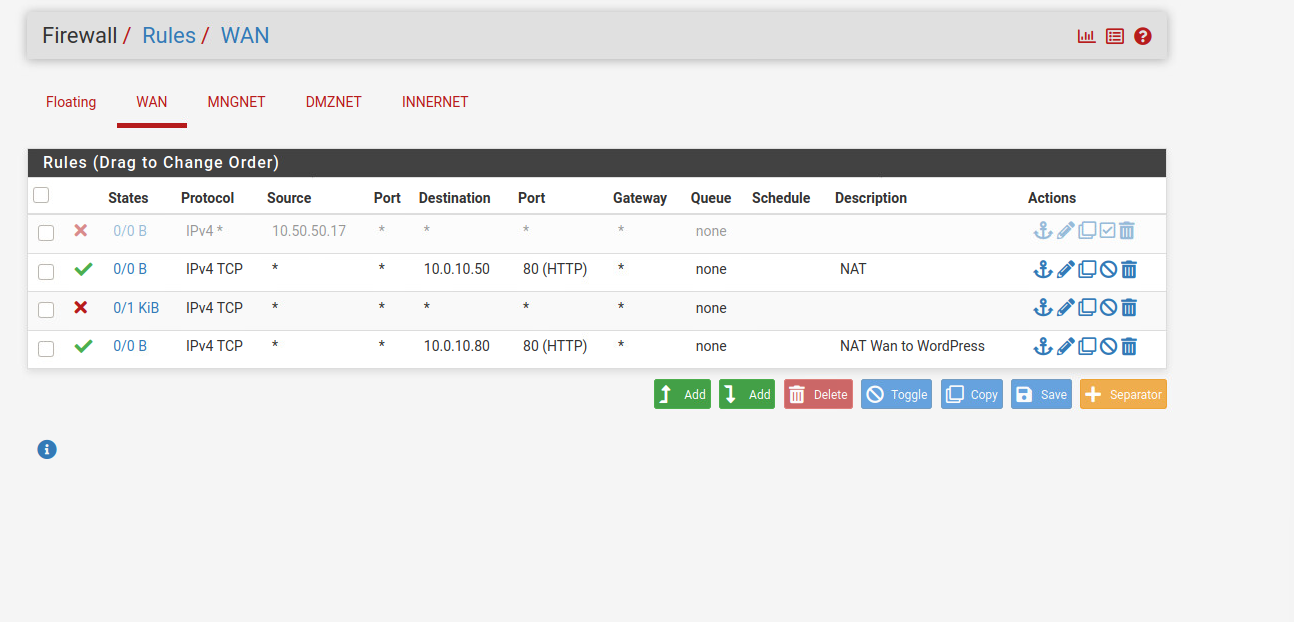 Firewall / Rules / WAN
Floating WAN MNGNET DMZNET INNERNET
Rules (Drag to Change Order)
States Protocol Source Port Destination Port Gateway Queue Schedule Description Actions
0/0 B IPv4 * 10.50.50.17 * * * * none
0/0 B IPv4 TCP * * 10.0.10.50 80 (HTTP) * none NAT
0/1 KiB IPv4 TCP * * * * * none
0/0 B IPv4 TCP * * 10.0.10.80 80 (HTTP) * none NAT Wan to WordPress
Add Add Delete Toggle Copy Save Separator